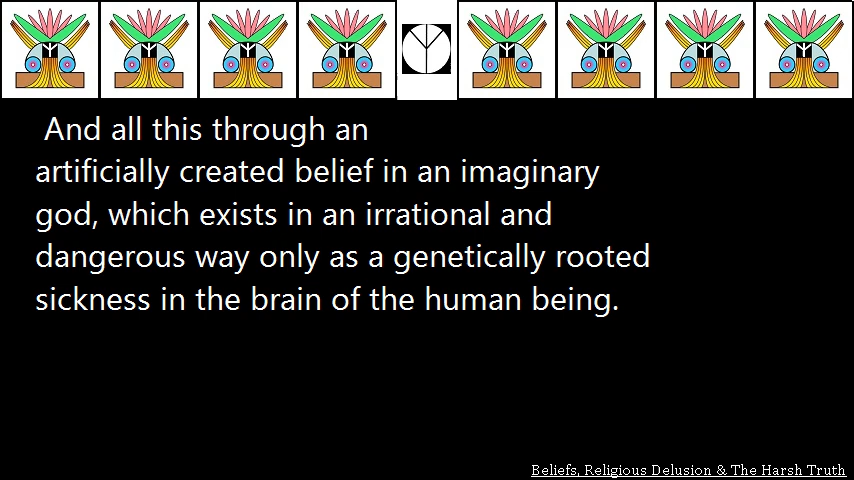 And all this through an
artificially created belief in an imaginary
god, which exists in an irrational and
dangerous way only as a genetically rooted
sickness in the brain of the human being.
Beliefs, Religious Delusion & The Harsh Truth